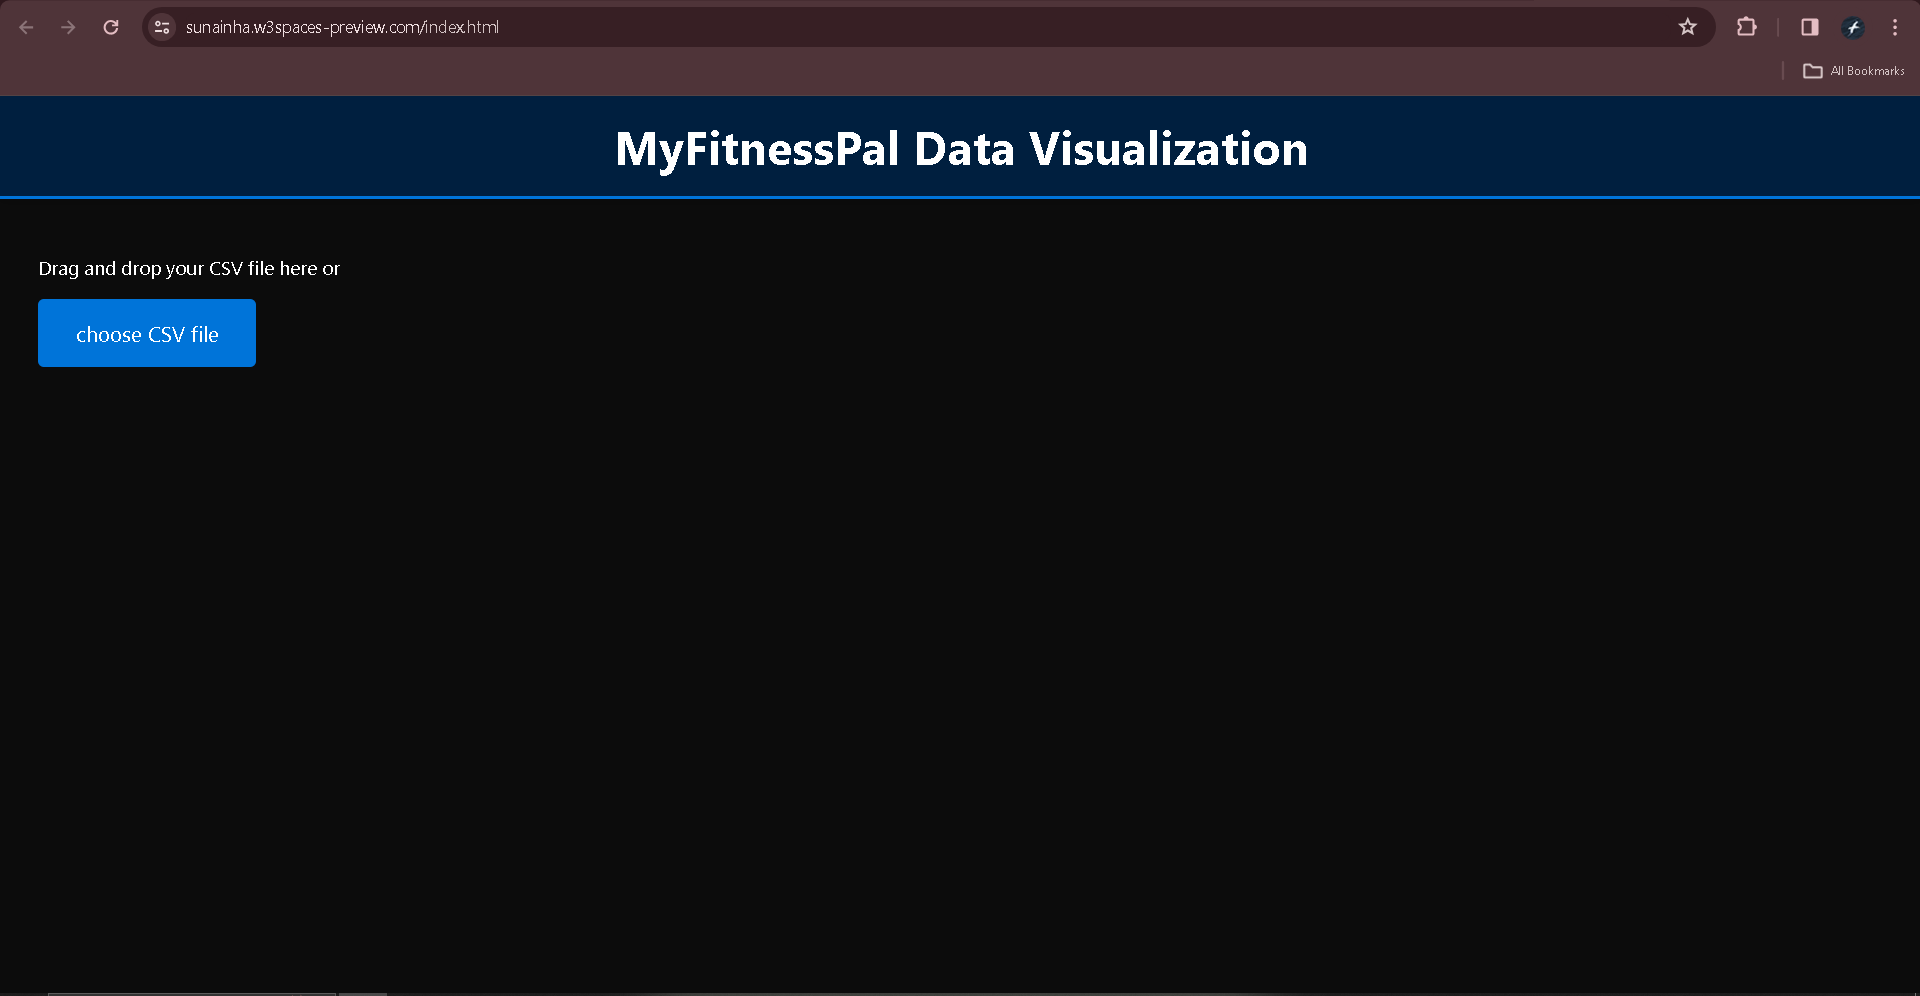 sunainha.w3spaces-preview.com/index.html
All Bookmarks
MyFitnessPal Data Visualization
Drag and drop your CSV file here or
choose CSV file